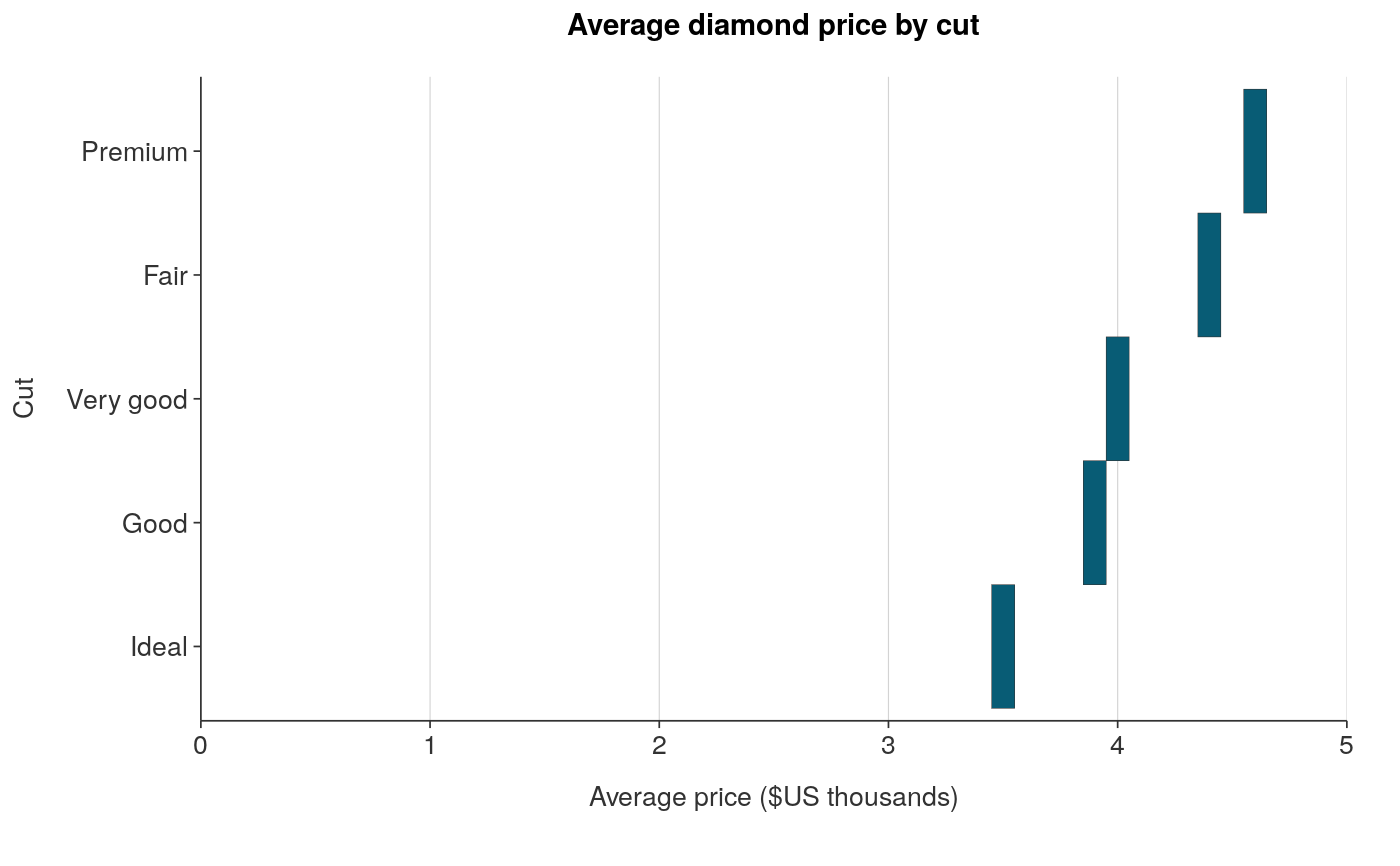 Average diamond price by cut
Premium
Fair
Very good
Good
Ideal
Cut
0 1 2 3 4 5
Average price ($US thousands)